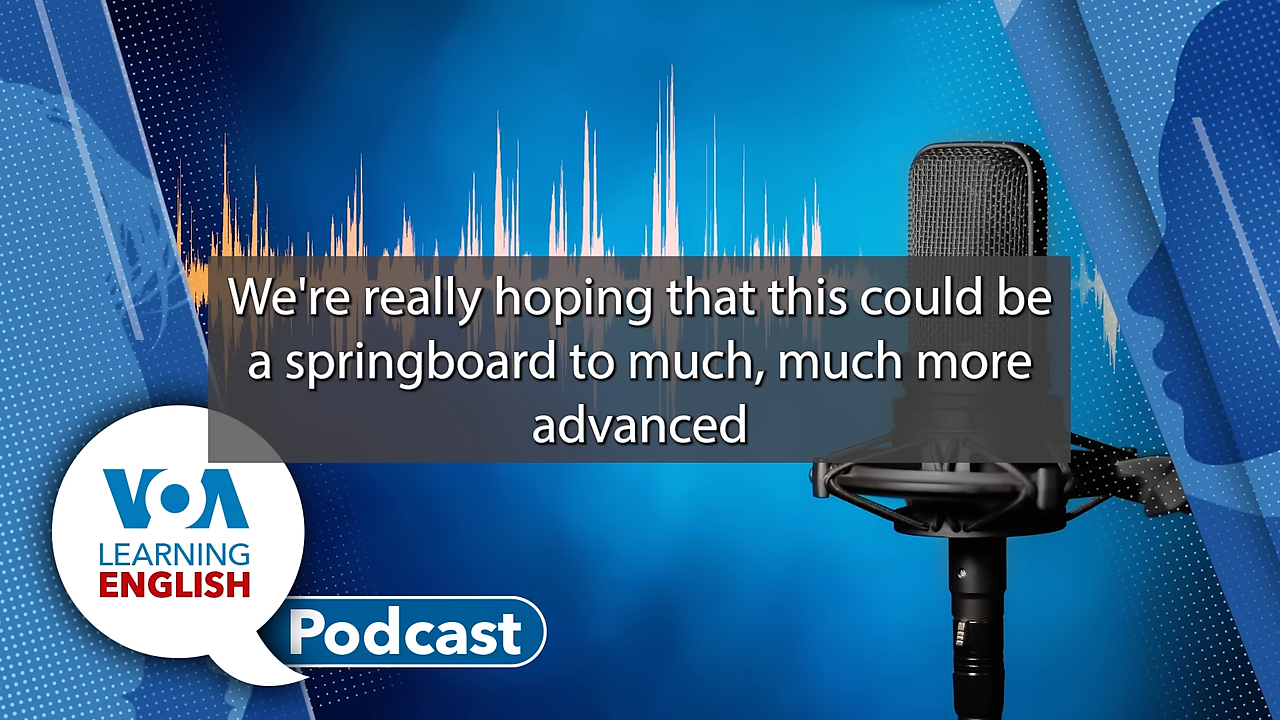 We're really hoping that this could be
a springboard to much, much more
advanced
VOA
LEARNING
ENGLISH
Podcast